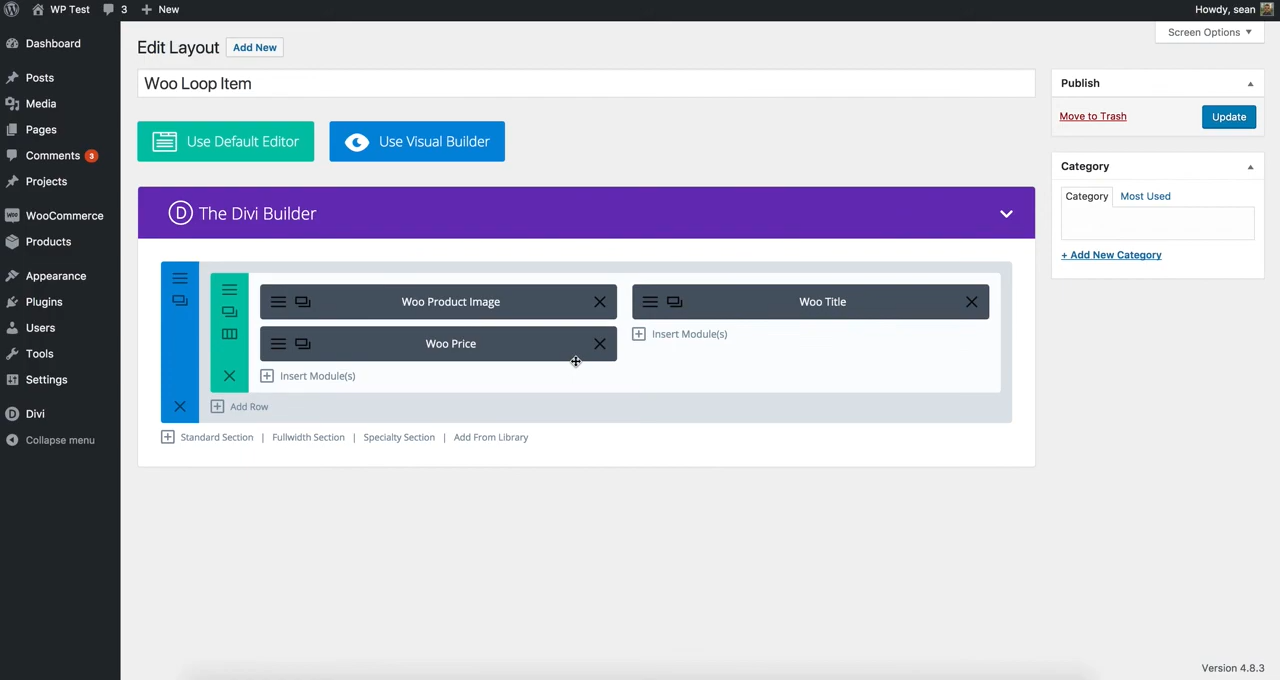 WP Test 3 New Howdy, sean
Screen Options
Dashboard
Posts
Media
Pages
Comments 3
Projects
WooCommerce
Products
Appearance
Plugins
Users
Tools
Settings
Divi
Collapse menu
Edit Layout Add New
Woo Loop Item
Use Default Editor Use Visual Builder
D The Divi Builder
Woo Product Image Woo Title
Woo Price Insert Module(s)
Insert Module(s)
Add Row
Standard Section | Fullwidth Section | Specialty Section | Add From Library
Publish
Move to Trash Update
Category
Category Most Used
+ Add New Category
Version 4.8.3